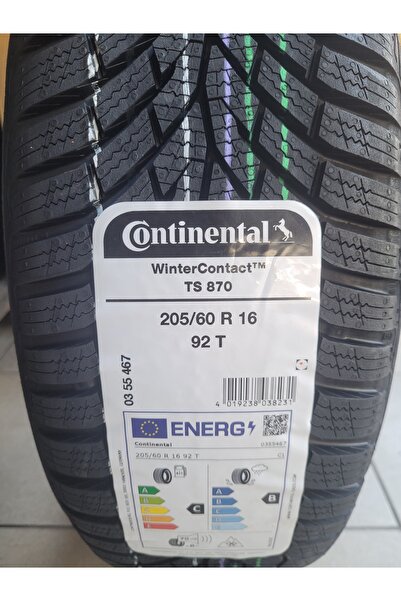 Continental
WinterContact™
TS 870
205/60 R 16
92 T
03 55 467
4 019238 038231
ENERG
Continental
0355467
205/60 R 16 92 T
C1
A
B
C
D
E
C
A
B
C
D
E
B